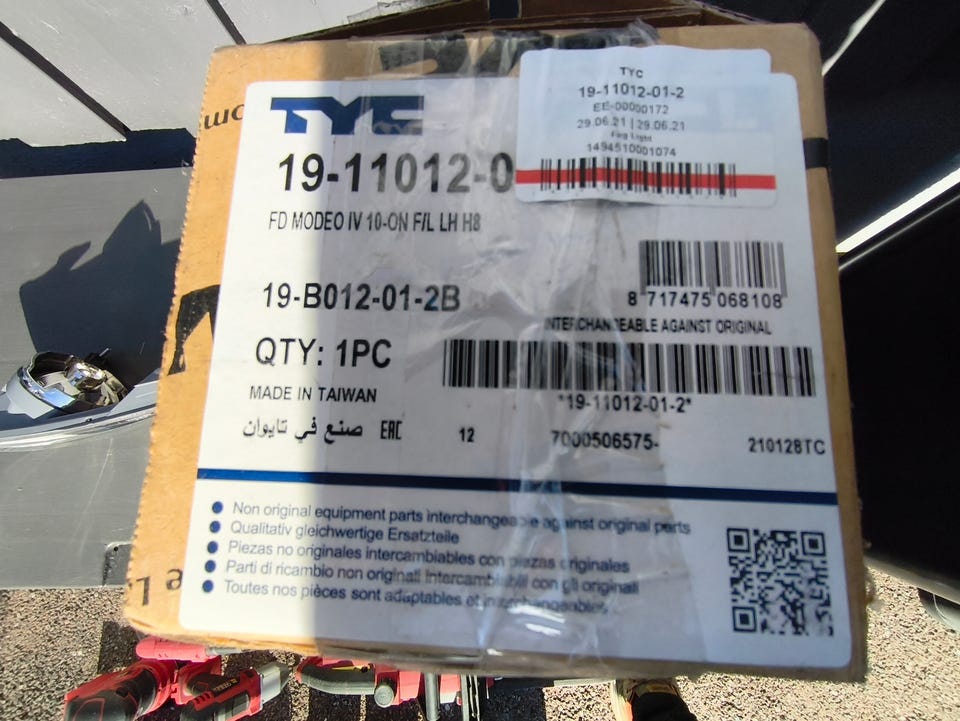 TYC
19-11012-01-2
EE-00000172
29.06.21 | 29.06.21
Fog Light
1494510001074
TYC
19-11012-0
FD MODEO IV 10-ON F/L LH H8
19-B012-01-2B
8 717475 068108
INTERCHANGEABLE AGAINST ORIGINAL
QTY: 1PC
*19-11012-01-2*
MADE IN TAIWAN
صنع في تايوان EAC 12 7000506575- 210128TC
Non original equipment parts interchangeable against original parts
Qualitativ gleichwertige Ersatzteile
Piezas no originales intercambiables con piezas originales
Parti di ricambio non originali intercambiabili con gli originali
Toutes nos pièces sont adaptables et interchangeables